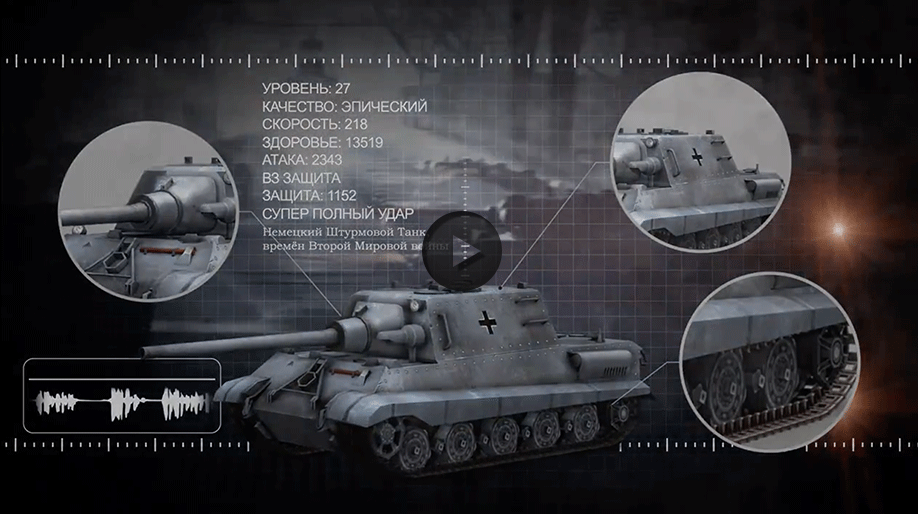 УРОВЕНЬ: 27
КАЧЕСТВО: ЭПИЧЕСКИЙ
СКОРОСТЬ: 218
ЗДОРОВЬЕ: 13519
АТАКА: 2343
ВЗ ЗАЩИТА
ЗАЩИТА: 1152
СУПЕР ПОЛНЫЙ УДАР
Немецкий Штурмовой Танк
времён Второй Мировой войны